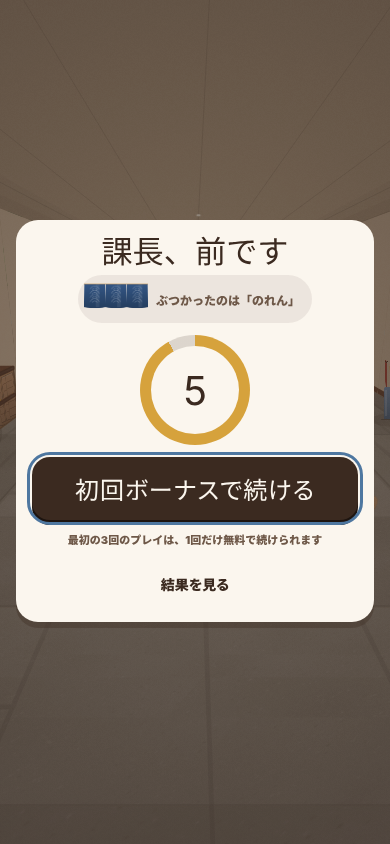 課長、前です
ぶつかったのは「のれん」
5
初回ボーナスで続ける
最初の3回のプレイは、1回だけ無料で続けられます
結果を見る